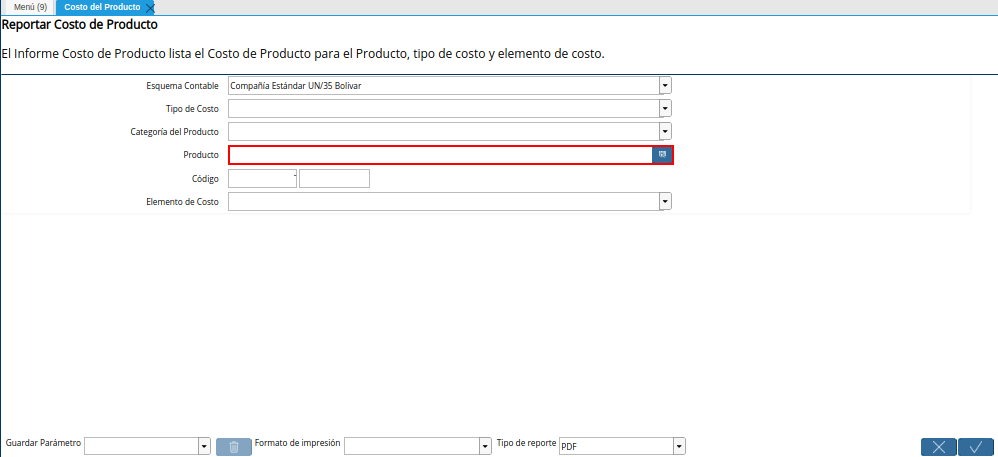 Menú (9) Costo del Producto
Reportar Costo de Producto
El Informe Costo de Producto lista el Costo de Producto para el Producto, tipo de costo y elemento de costo.
Esquema Contable Compañía Estándar UN/35 Bolivar
Tipo de Costo
Categoría del Producto
Producto
Código -
Elemento de Costo
Guardar Parámetro Formato de impresión Tipo de reporte PDF